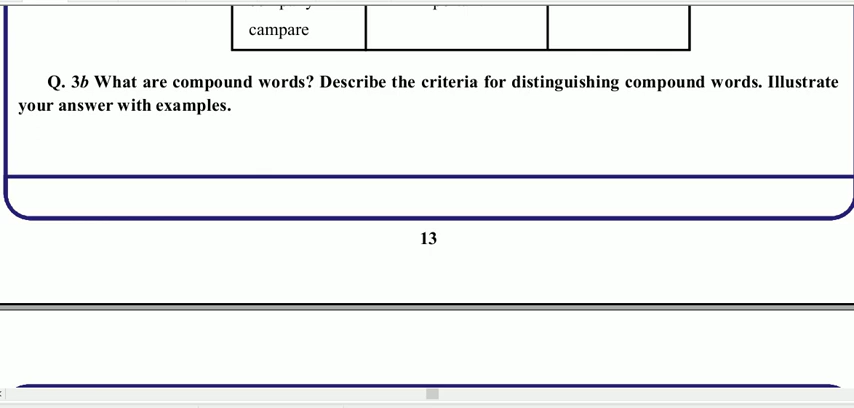 campare
Q. 3b What are compound words? Describe the criteria for distinguishing compound words. Illustrate
your answer with examples.
13